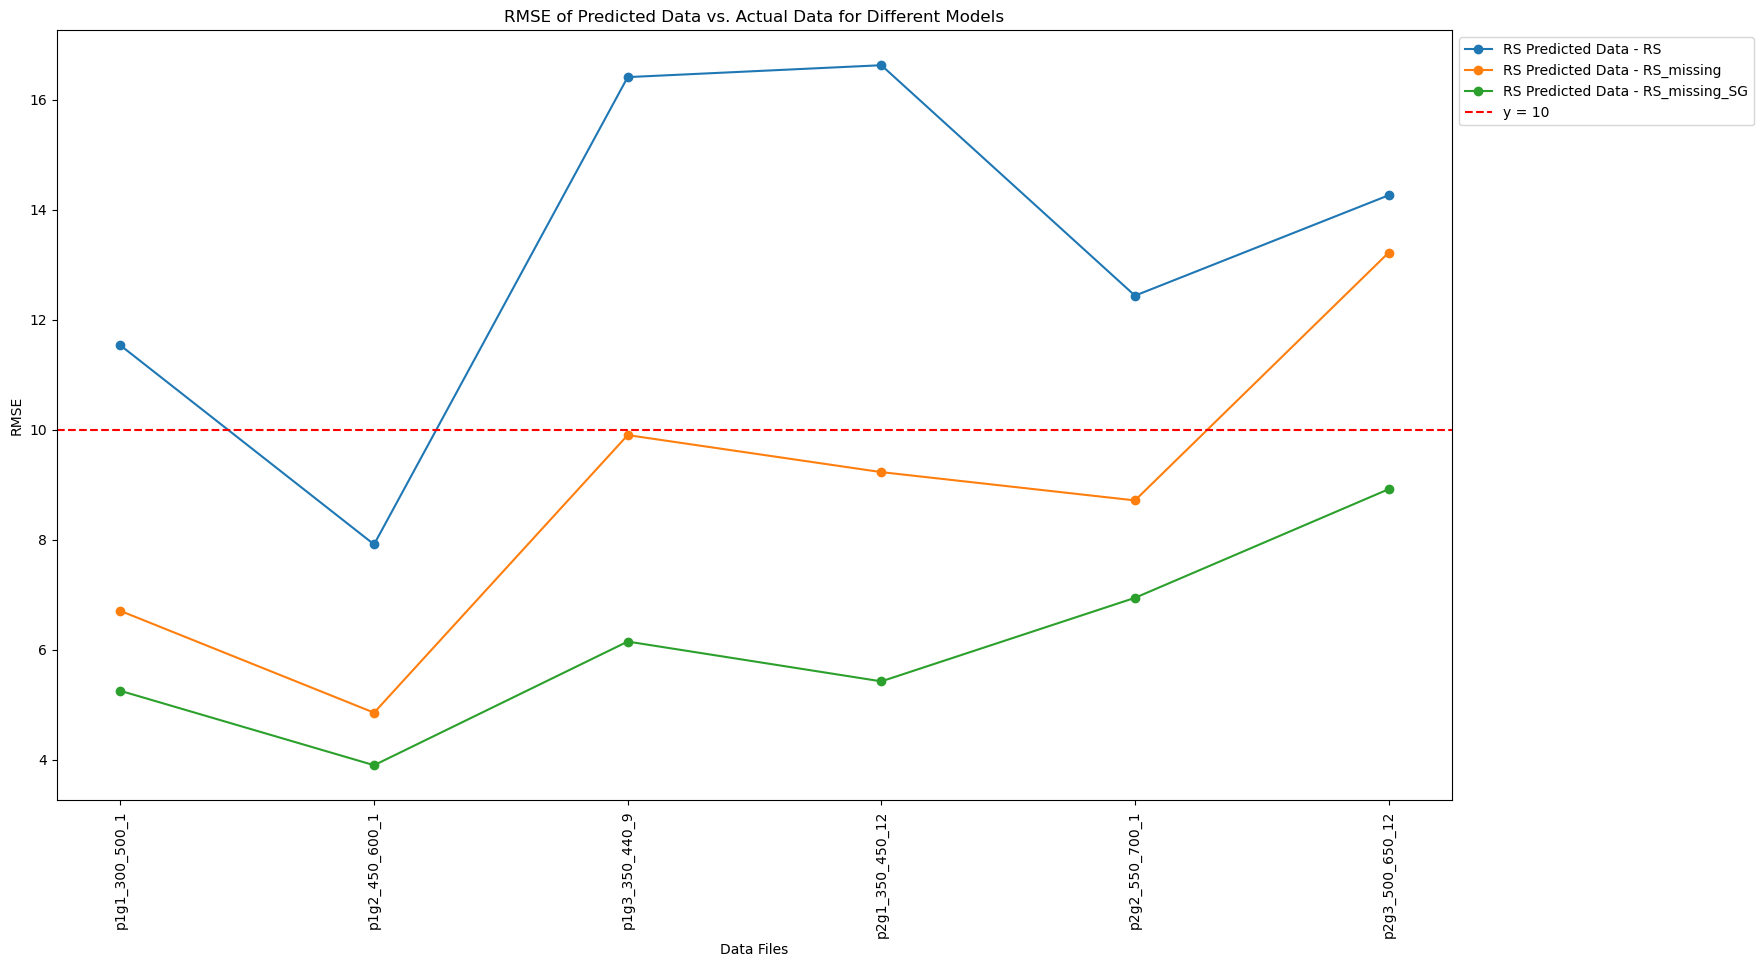 RMSE of Predicted Data vs. Actual Data for Different Models
RS Predicted Data - RS
RS Predicted Data - RS_missing
RS Predicted Data - RS_missing_SG
y = 10
RMSE
16
14
12
10
8
6
4
p1g1_300_500_1
p1g2_450_600_1
p1g3_350_440_9
p2g1_350_450_12
p2g2_550_700_1
p2g3_500_650_12
Data Files